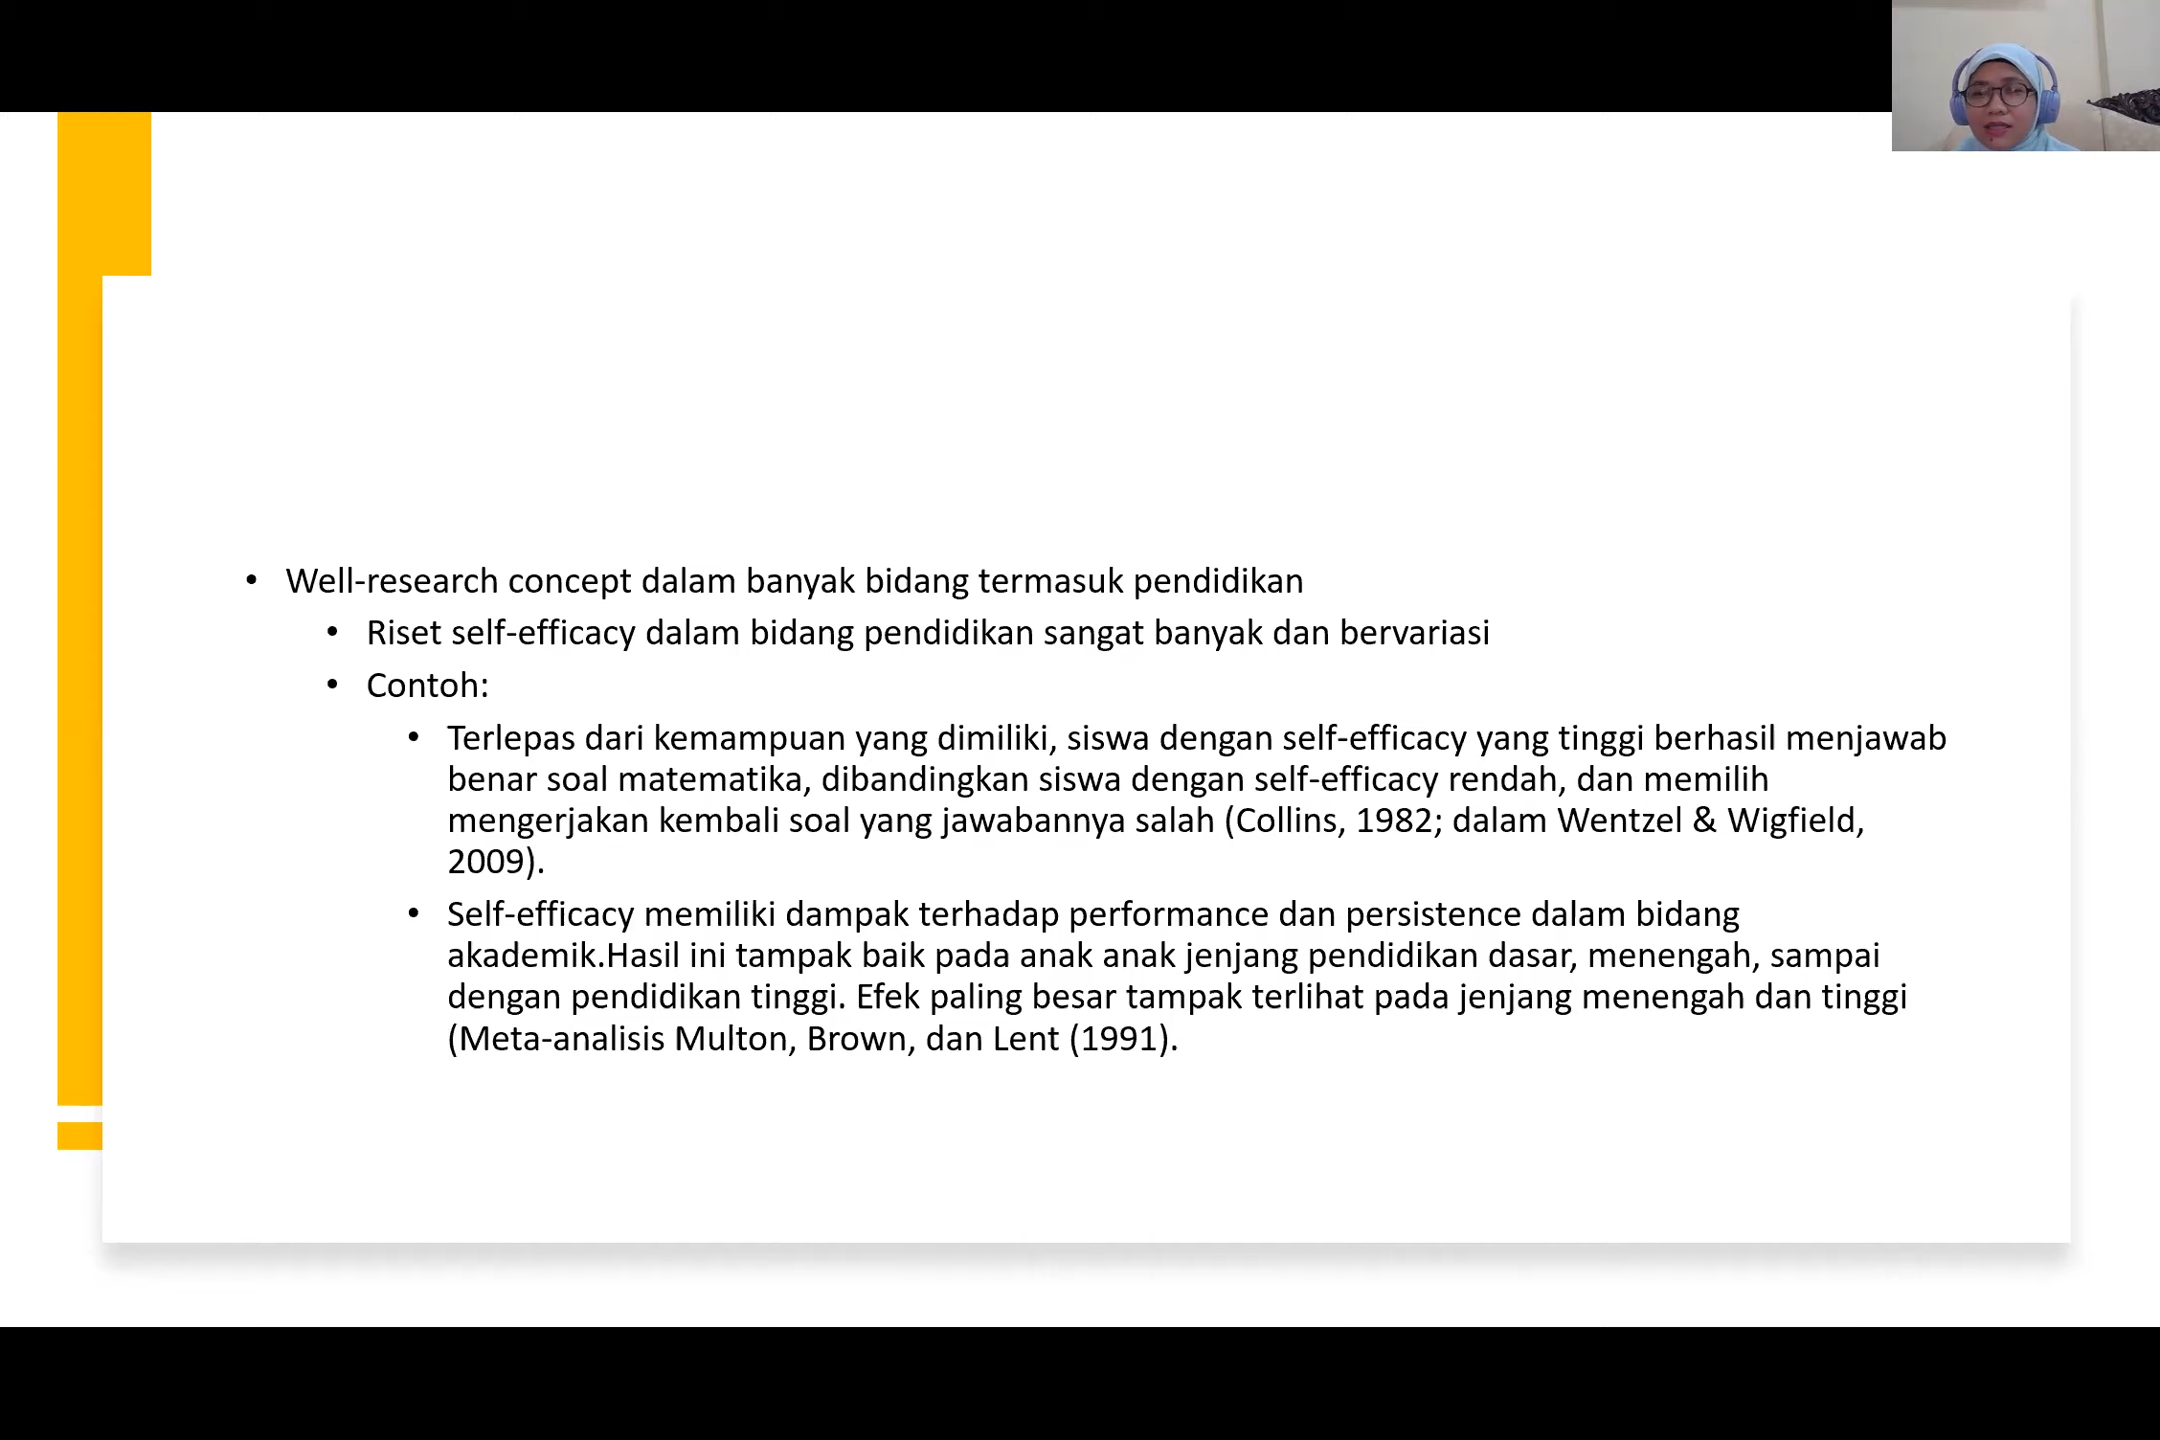 • Well-research concept dalam banyak bidang termasuk pendidikan
• Riset self-efficacy dalam bidang pendidikan sangat banyak dan bervariasi
• Contoh:
• Terlepas dari kemampuan yang dimiliki, siswa dengan self-efficacy yang tinggi berhasil menjawab
benar soal matematika, dibandingkan siswa dengan self-efficacy rendah, dan memilih
mengerjakan kembali soal yang jawabannya salah (Collins, 1982; dalam Wentzel & Wigfield,
2009).
• Self-efficacy memiliki dampak terhadap performance dan persistence dalam bidang
akademik.Hasil ini tampak baik pada anak anak jenjang pendidikan dasar, menengah, sampai
dengan pendidikan tinggi. Efek paling besar tampak terlihat pada jenjang menengah dan tinggi
(Meta-analisis Multon, Brown, dan Lent (1991).